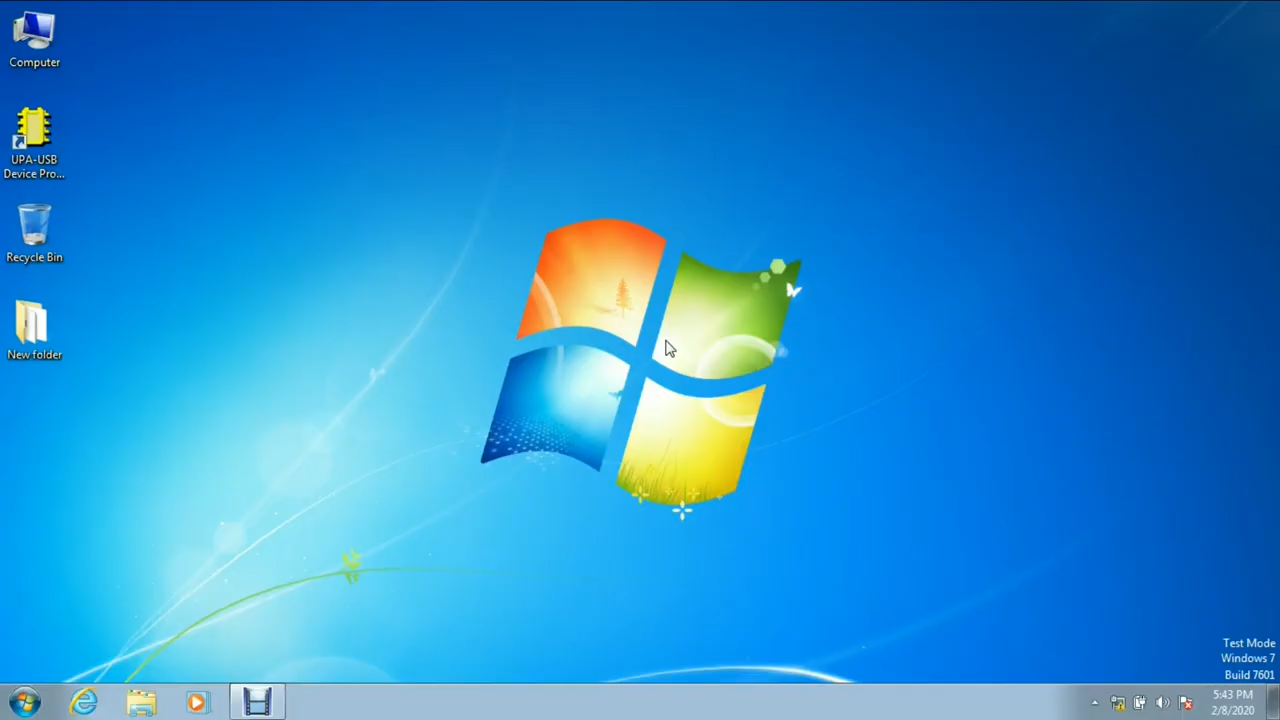 Computer
UPA-USB
Device Pro...
Recycle Bin
New folder
Test Mode
Windows 7
Build 7601
5:43 PM
2/8/2020